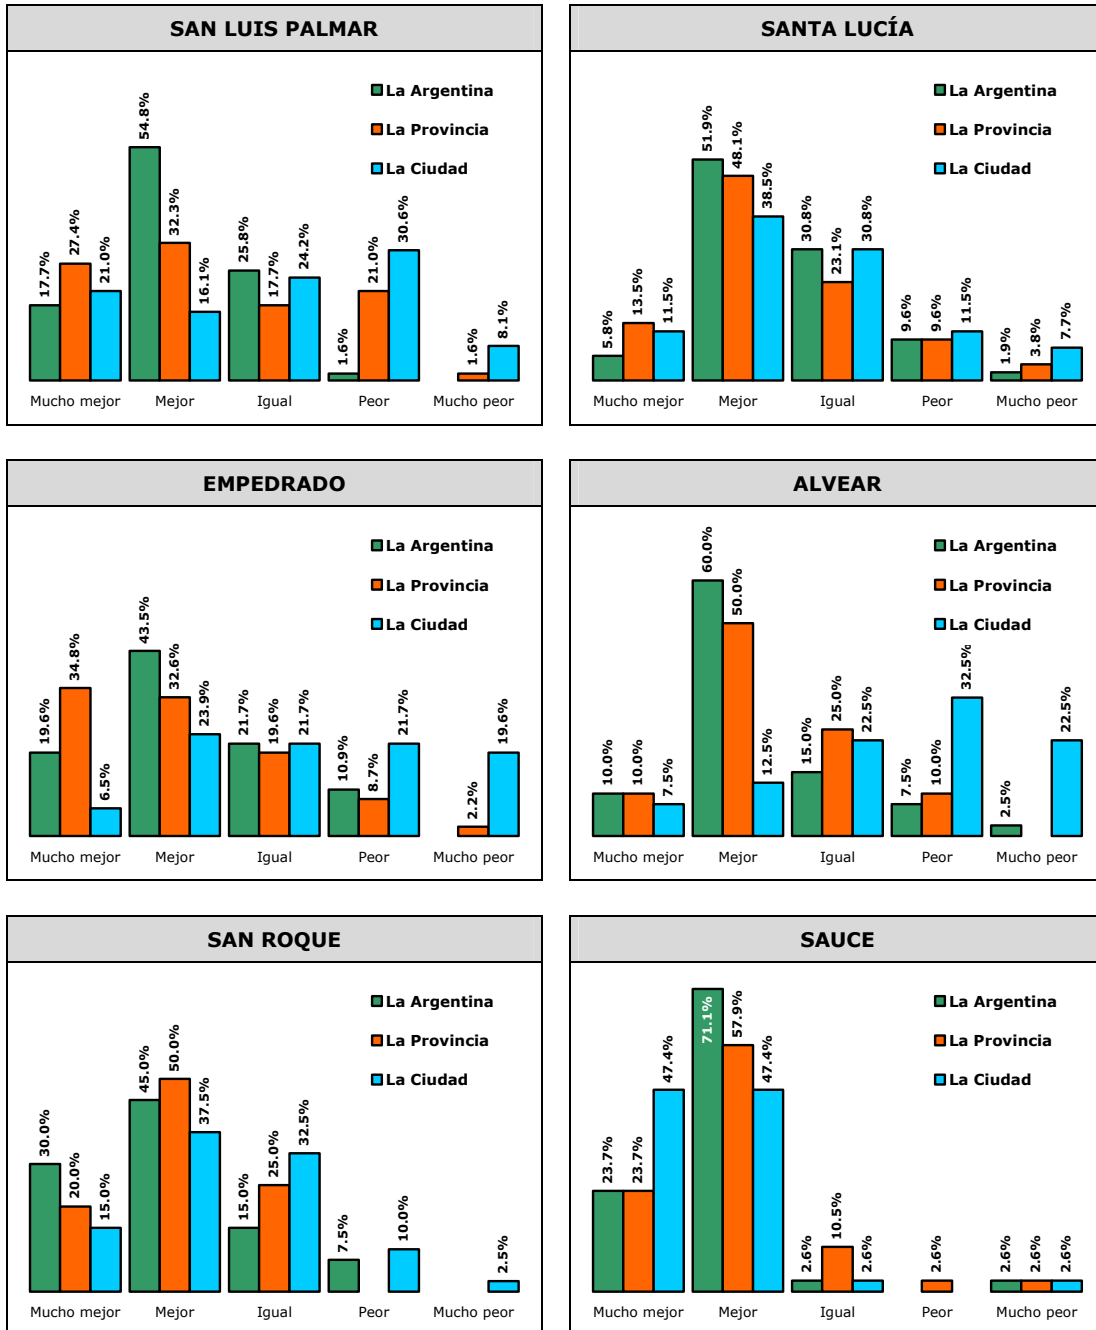 SAN LUIS PALMAR
La Argentina
La Provincia
La Ciudad
17.7% 27.4% 21.0% 54.8% 32.3% 16.1% 25.8% 17.7% 24.2% 1.6% 21.0% 30.6% 1.6% 8.1%
Mucho mejor Mejor Igual Peor Mucho peor
SANTA LUCÍA
La Argentina
La Provincia
La Ciudad
5.8% 13.5% 11.5% 51.9% 48.1% 38.5% 30.8% 23.1% 30.8% 9.6% 9.6% 11.5% 1.9% 3.8% 7.7%
Mucho mejor Mejor Igual Peor Mucho peor
EMPEDRADO
La Argentina
La Provincia
La Ciudad
19.6% 34.8% 6.5% 43.5% 32.6% 23.9% 21.7% 19.6% 21.7% 10.9% 8.7% 21.7% 2.2% 19.6%
Mucho mejor Mejor Igual Peor Mucho peor
ALVEAR
La Argentina
La Provincia
La Ciudad
10.0% 10.0% 7.5% 60.0% 50.0% 12.5% 15.0% 25.0% 22.5% 7.5% 10.0% 32.5% 2.5% 22.5%
Mucho mejor Mejor Igual Peor Mucho peor
SAN ROQUE
La Argentina
La Provincia
La Ciudad
30.0% 20.0% 15.0% 45.0% 50.0% 37.5% 15.0% 25.0% 32.5% 7.5% 10.0% 2.5%
Mucho mejor Mejor Igual Peor Mucho peor
SAUCE
La Argentina
La Provincia
La Ciudad
23.7% 23.7% 47.4% 71.1% 57.9% 47.4% 2.6% 10.5% 2.6% 2.6% 2.6% 2.6% 2.6%
Mucho mejor Mejor Igual Peor Mucho peor